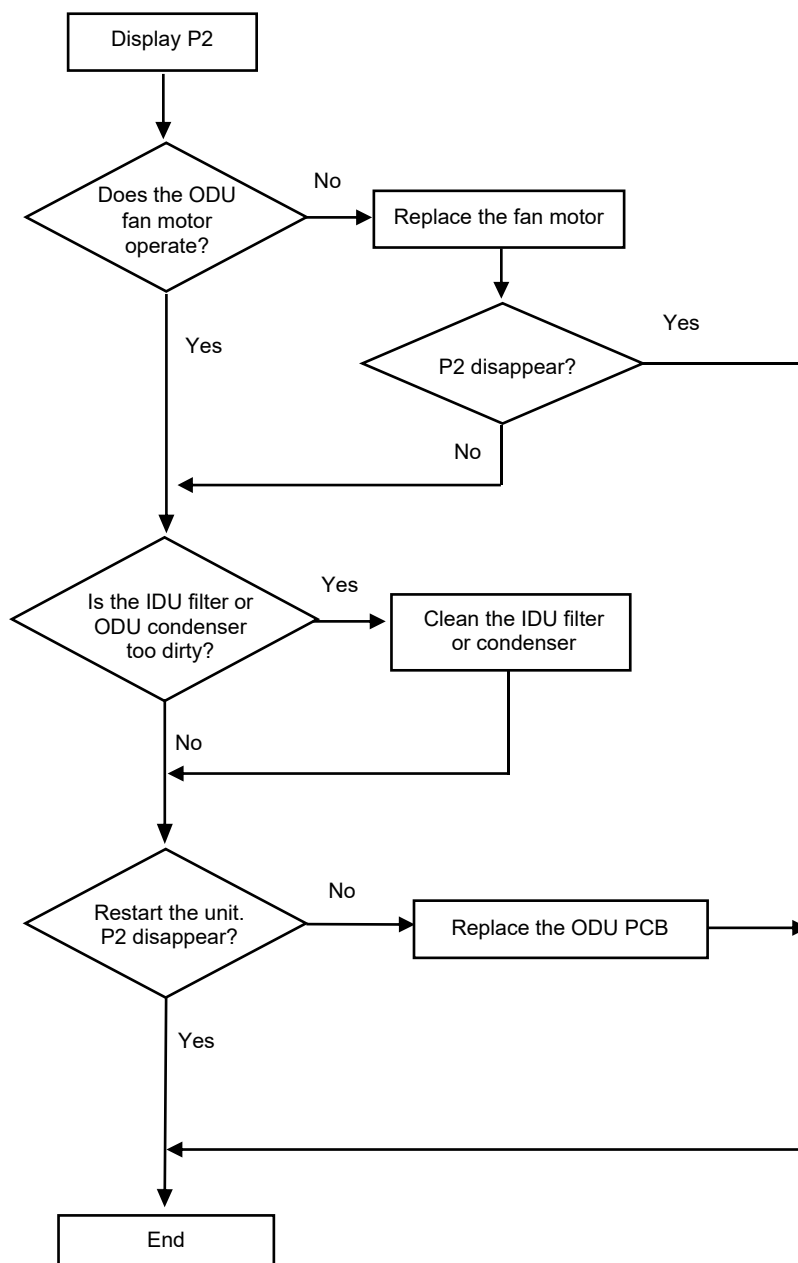 Display P2
Does the ODU
fan motor
operate?
No
Replace the fan motor
Yes
Yes
P2 disappear?
No
Is the IDU filter or
ODU condenser
too dirty?
Yes
Clean the IDU filter
or condenser
No
Restart the unit.
P2 disappear?
No
Replace the ODU PCB
Yes
End